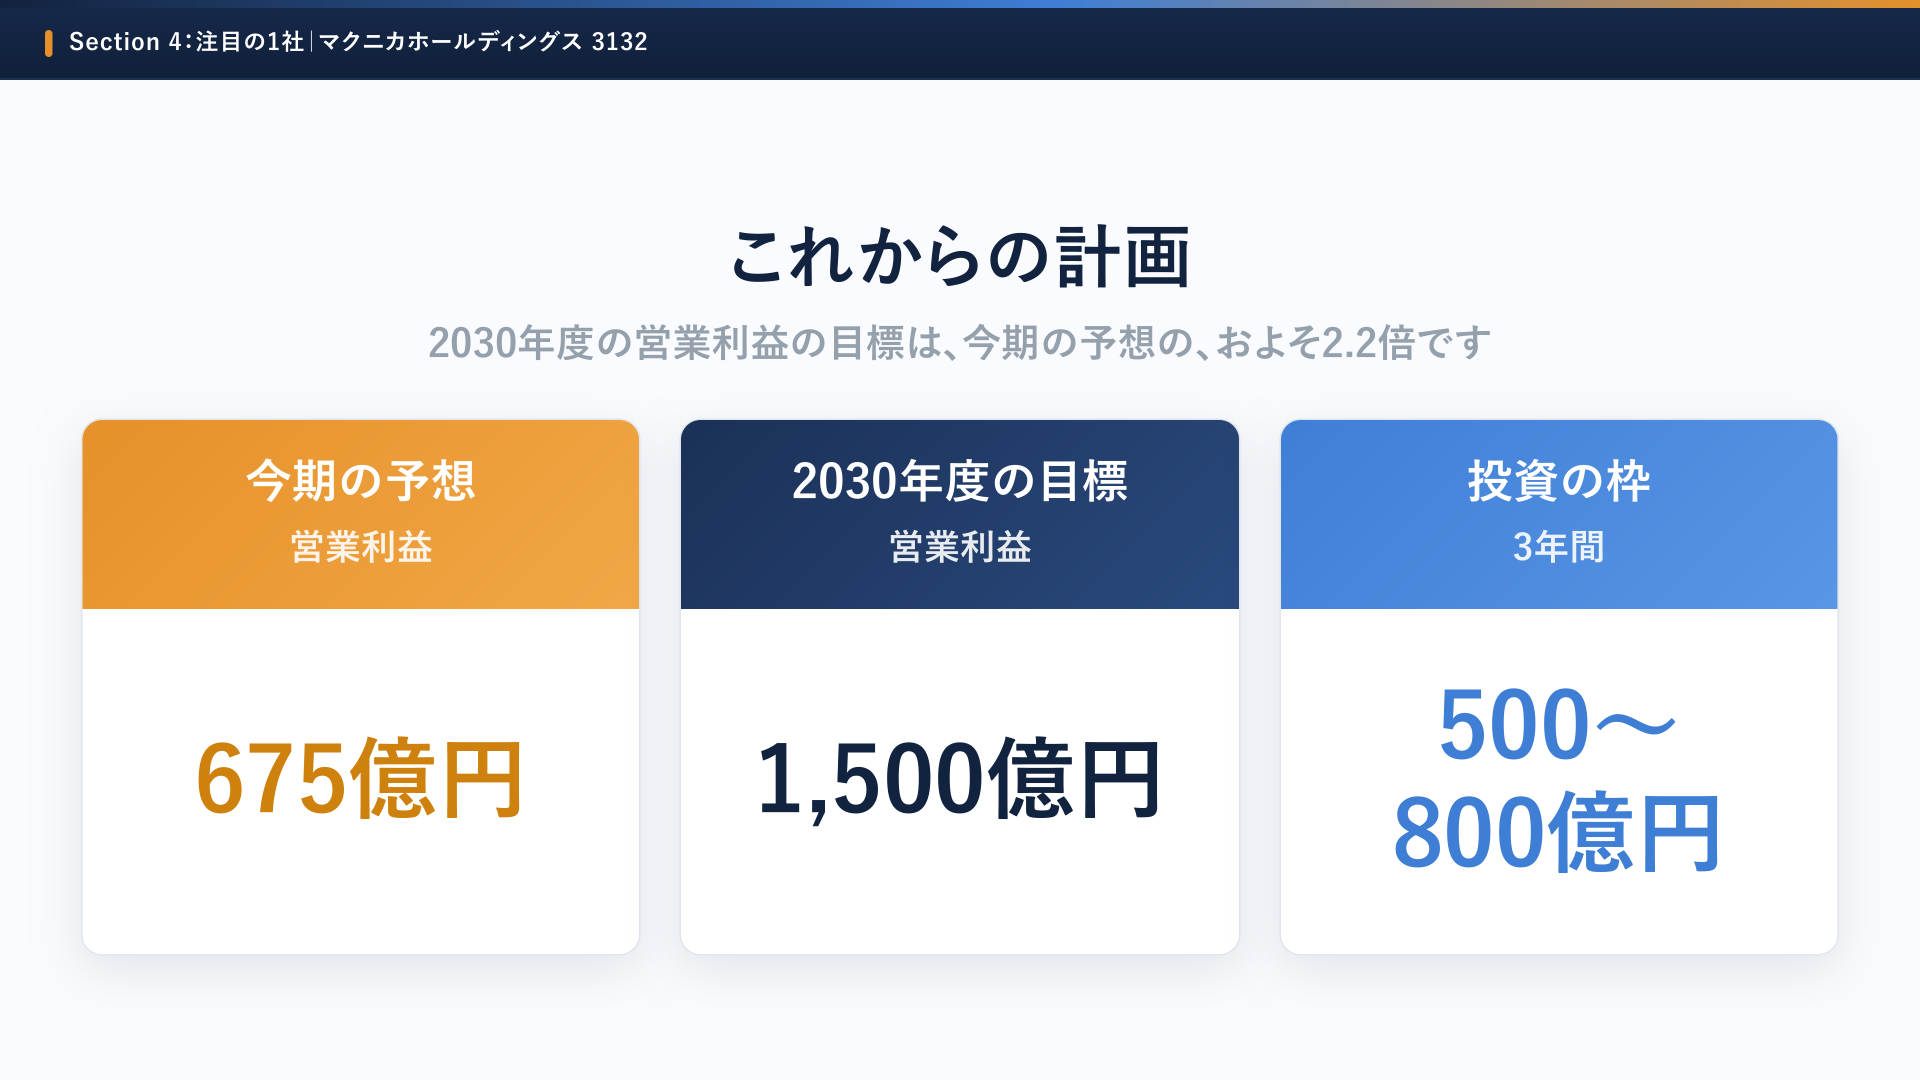 Section 4：注目の1社｜マクニカホールディングス 3132
これからの計画
2030年度の営業利益の目標は、今期の予想の、およそ2.2倍です
今期の予想
営業利益
675億円
2030年度の目標
営業利益
1,500億円
投資の枠
3年間
500〜
800億円